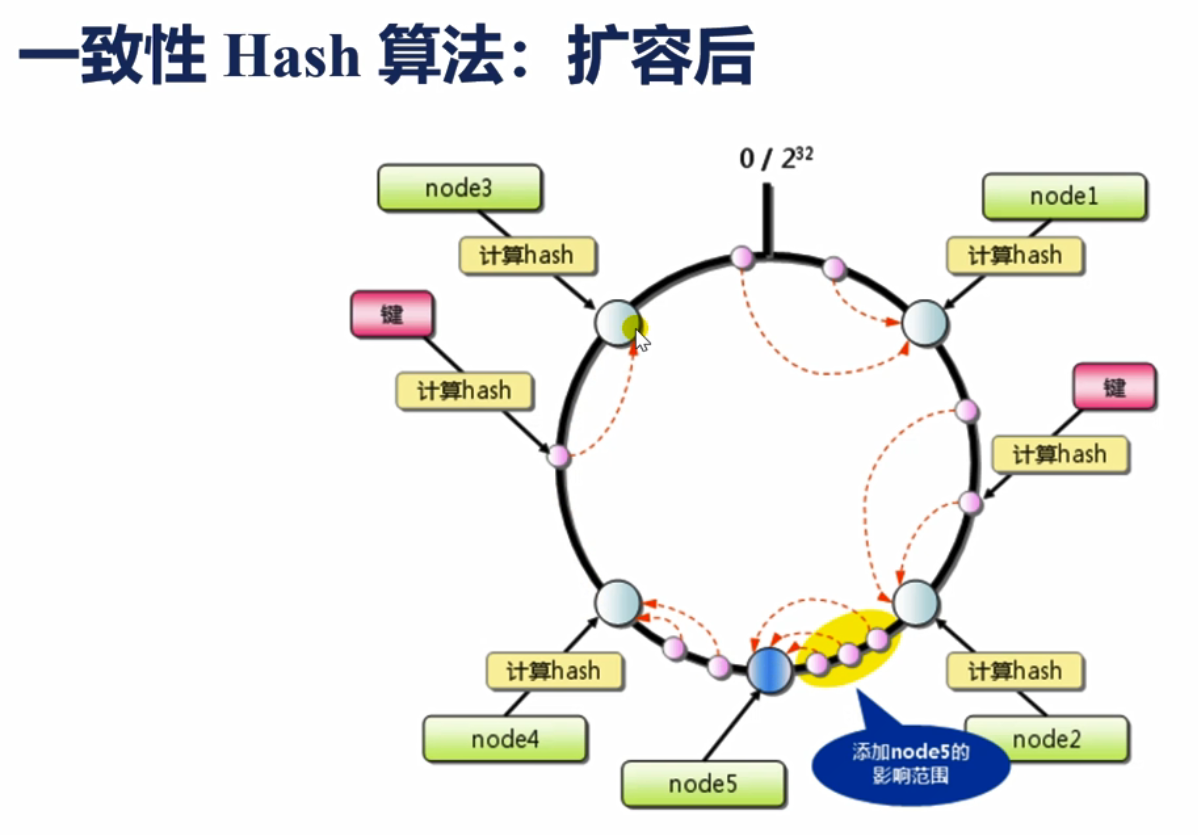 一致性 Hash 算法：扩容后
0 / 2³²
node3
node1
计算hash
计算hash
键
键
计算hash
计算hash
计算hash
计算hash
node4
node2
添加node5的
影响范围
node5